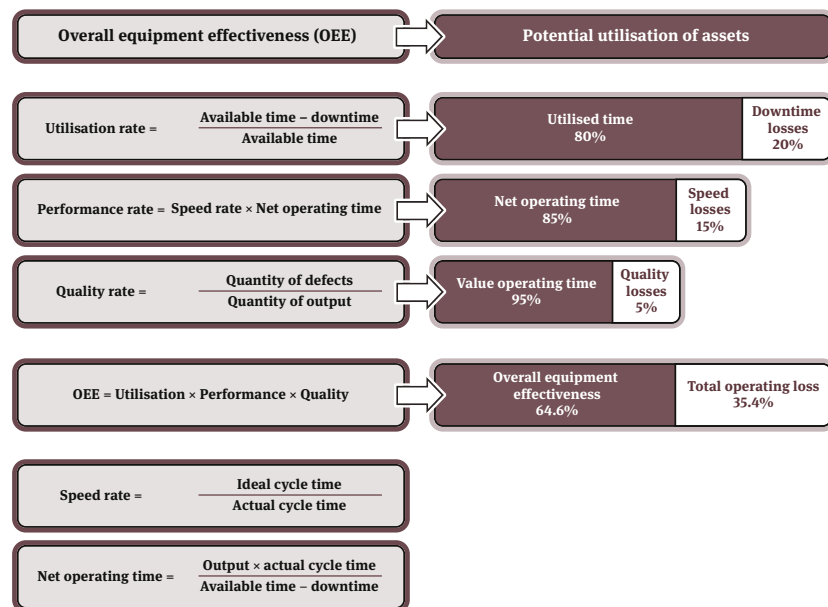 Overall equipment effectiveness (OEE)
Potential utilisation of assets
Utilisation rate =
Available time – downtime
Available time
Utilised time
80%
Downtime
losses
20%
Performance rate = Speed rate × Net operating time
Net operating time
85%
Speed
losses
15%
Quality rate =
Quantity of defects
Quantity of output
Value operating time
95%
Quality
losses
5%
OEE = Utilisation × Performance × Quality
Overall equipment
effectiveness
64.6%
Total operating loss
35.4%
Speed rate =
Ideal cycle time
Actual cycle time
Net operating time =
Output × actual cycle time
Available time – downtime